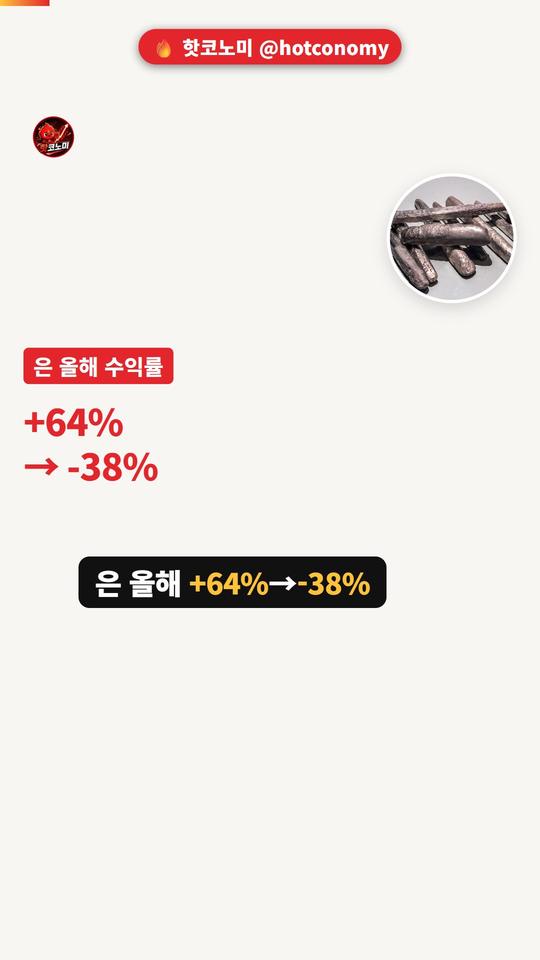 핫코노미 @hotconomy
핫코노미
은 올해 수익률
+64%
→ -38%
은 올해 +64%→-38%